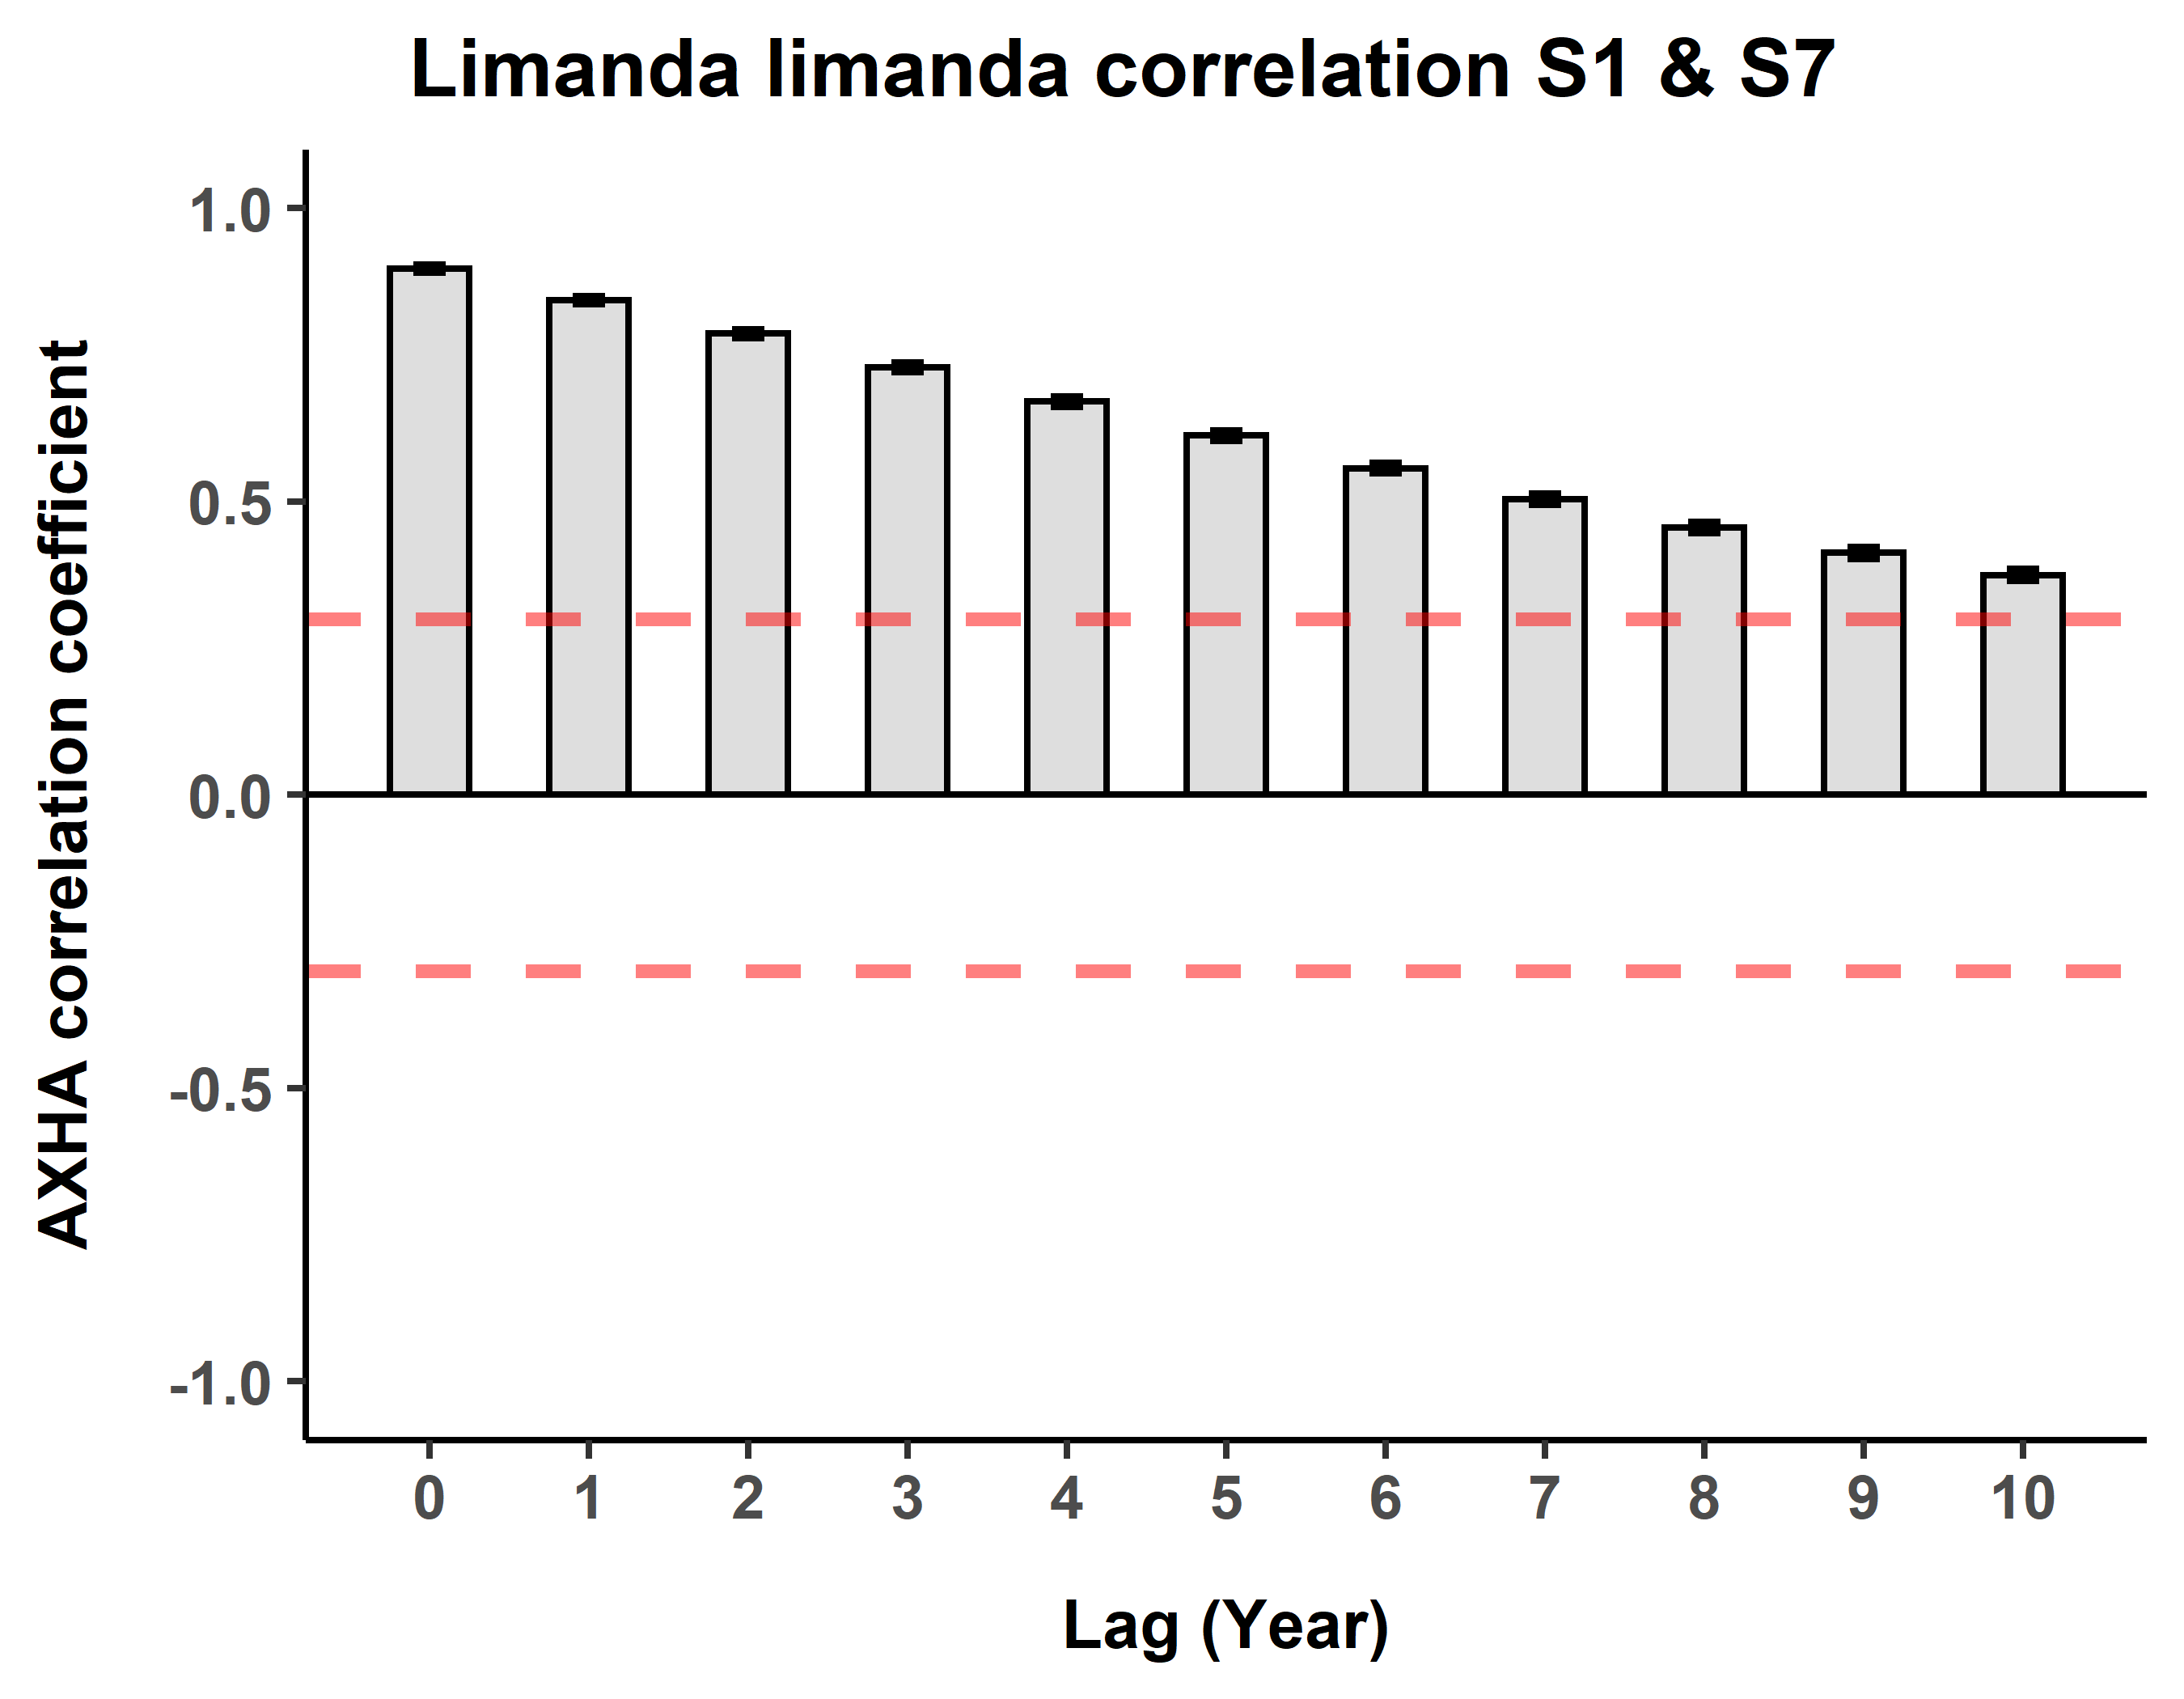 Limanda limanda correlation S1 & S7
AXHA correlation coefficient
1.0
0.5
0.0
-0.5
-1.0
0 1 2 3 4 5 6 7 8 9 10
Lag (Year)